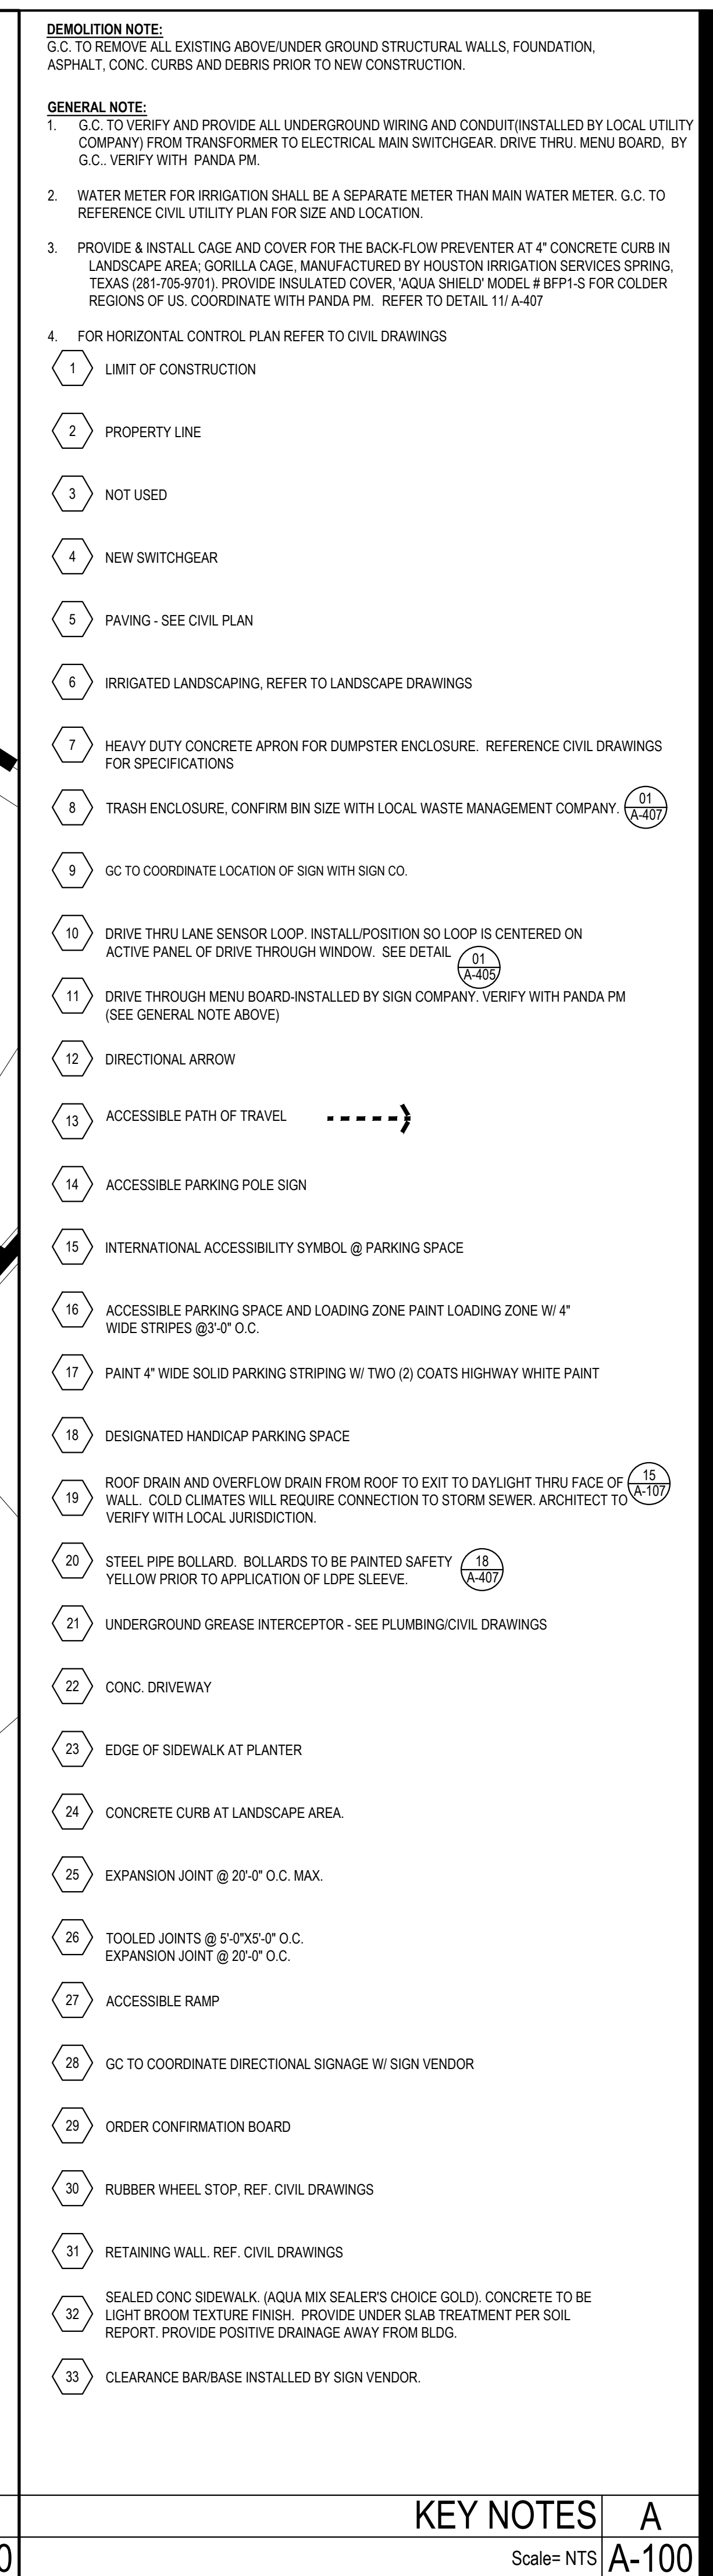 DEMOLITION NOTE:
G.C. TO REMOVE ALL EXISTING ABOVE/UNDER GROUND STRUCTURAL WALLS, FOUNDATION,
ASPHALT, CONC. CURBS AND DEBRIS PRIOR TO NEW CONSTRUCTION.
GENERAL NOTE:
1. G.C. TO VERIFY AND PROVIDE ALL UNDERGROUND WIRING AND CONDUIT(INSTALLED BY LOCAL UTILITY
COMPANY) FROM TRANSFORMER TO ELECTRICAL MAIN SWITCHGEAR. DRIVE THRU. MENU BOARD, BY
G.C.. VERIFY WITH PANDA PM.
2. WATER METER FOR IRRIGATION SHALL BE A SEPARATE METER THAN MAIN WATER METER. G.C. TO
REFERENCE CIVIL UTILITY PLAN FOR SIZE AND LOCATION.
3. PROVIDE & INSTALL CAGE AND COVER FOR THE BACK-FLOW PREVENTER AT 4" CONCRETE CURB IN
LANDSCAPE AREA; GORILLA CAGE, MANUFACTURED BY HOUSTON IRRIGATION SERVICES SPRING,
TEXAS (281-705-9701). PROVIDE INSULATED COVER, 'AQUA SHIELD' MODEL # BFP1-S FOR COLDER
REGIONS OF US. COORDINATE WITH PANDA PM. REFER TO DETAIL 11/ A-407
4. FOR HORIZONTAL CONTROL PLAN REFER TO CIVIL DRAWINGS
1 LIMIT OF CONSTRUCTION
2 PROPERTY LINE
3 NOT USED
4 NEW SWITCHGEAR
5 PAVING - SEE CIVIL PLAN
6 IRRIGATED LANDSCAPING, REFER TO LANDSCAPE DRAWINGS
7 HEAVY DUTY CONCRETE APRON FOR DUMPSTER ENCLOSURE. REFERENCE CIVIL DRAWINGS
FOR SPECIFICATIONS
8 TRASH ENCLOSURE, CONFIRM BIN SIZE WITH LOCAL WASTE MANAGEMENT COMPANY. 01
A-407
9 GC TO COORDINATE LOCATION OF SIGN WITH SIGN CO.
10 DRIVE THRU LANE SENSOR LOOP. INSTALL/POSITION SO LOOP IS CENTERED ON
ACTIVE PANEL OF DRIVE THROUGH WINDOW. SEE DETAIL 01
A-405
11 DRIVE THROUGH MENU BOARD-INSTALLED BY SIGN COMPANY. VERIFY WITH PANDA PM
(SEE GENERAL NOTE ABOVE)
12 DIRECTIONAL ARROW
13 ACCESSIBLE PATH OF TRAVEL
14 ACCESSIBLE PARKING POLE SIGN
15 INTERNATIONAL ACCESSIBILITY SYMBOL @ PARKING SPACE
16 ACCESSIBLE PARKING SPACE AND LOADING ZONE PAINT LOADING ZONE W/ 4"
WIDE STRIPES @3'-0" O.C.
17 PAINT 4" WIDE SOLID PARKING STRIPING W/ TWO (2) COATS HIGHWAY WHITE PAINT
18 DESIGNATED HANDICAP PARKING SPACE
19 ROOF DRAIN AND OVERFLOW DRAIN FROM ROOF TO EXIT TO DAYLIGHT THRU FACE OF 15
WALL. COLD CLIMATES WILL REQUIRE CONNECTION TO STORM SEWER. ARCHITECT TO A-107
VERIFY WITH LOCAL JURISDICTION.
20 STEEL PIPE BOLLARD. BOLLARDS TO BE PAINTED SAFETY 18
YELLOW PRIOR TO APPLICATION OF LDPE SLEEVE. A-407
21 UNDERGROUND GREASE INTERCEPTOR - SEE PLUMBING/CIVIL DRAWINGS
22 CONC. DRIVEWAY
23 EDGE OF SIDEWALK AT PLANTER
24 CONCRETE CURB AT LANDSCAPE AREA.
25 EXPANSION JOINT @ 20'-0" O.C. MAX.
26 TOOLED JOINTS @ 5'-0"X5'-0" O.C.
EXPANSION JOINT @ 20'-0" O.C.
27 ACCESSIBLE RAMP
28 GC TO COORDINATE DIRECTIONAL SIGNAGE W/ SIGN VENDOR
29 ORDER CONFIRMATION BOARD
30 RUBBER WHEEL STOP, REF. CIVIL DRAWINGS
31 RETAINING WALL. REF. CIVIL DRAWINGS
32 SEALED CONC SIDEWALK. (AQUA MIX SEALER'S CHOICE GOLD). CONCRETE TO BE
LIGHT BROOM TEXTURE FINISH. PROVIDE UNDER SLAB TREATMENT PER SOIL
REPORT. PROVIDE POSITIVE DRAINAGE AWAY FROM BLDG.
33 CLEARANCE BAR/BASE INSTALLED BY SIGN VENDOR.
KEY NOTES A
Scale= NTS A-100